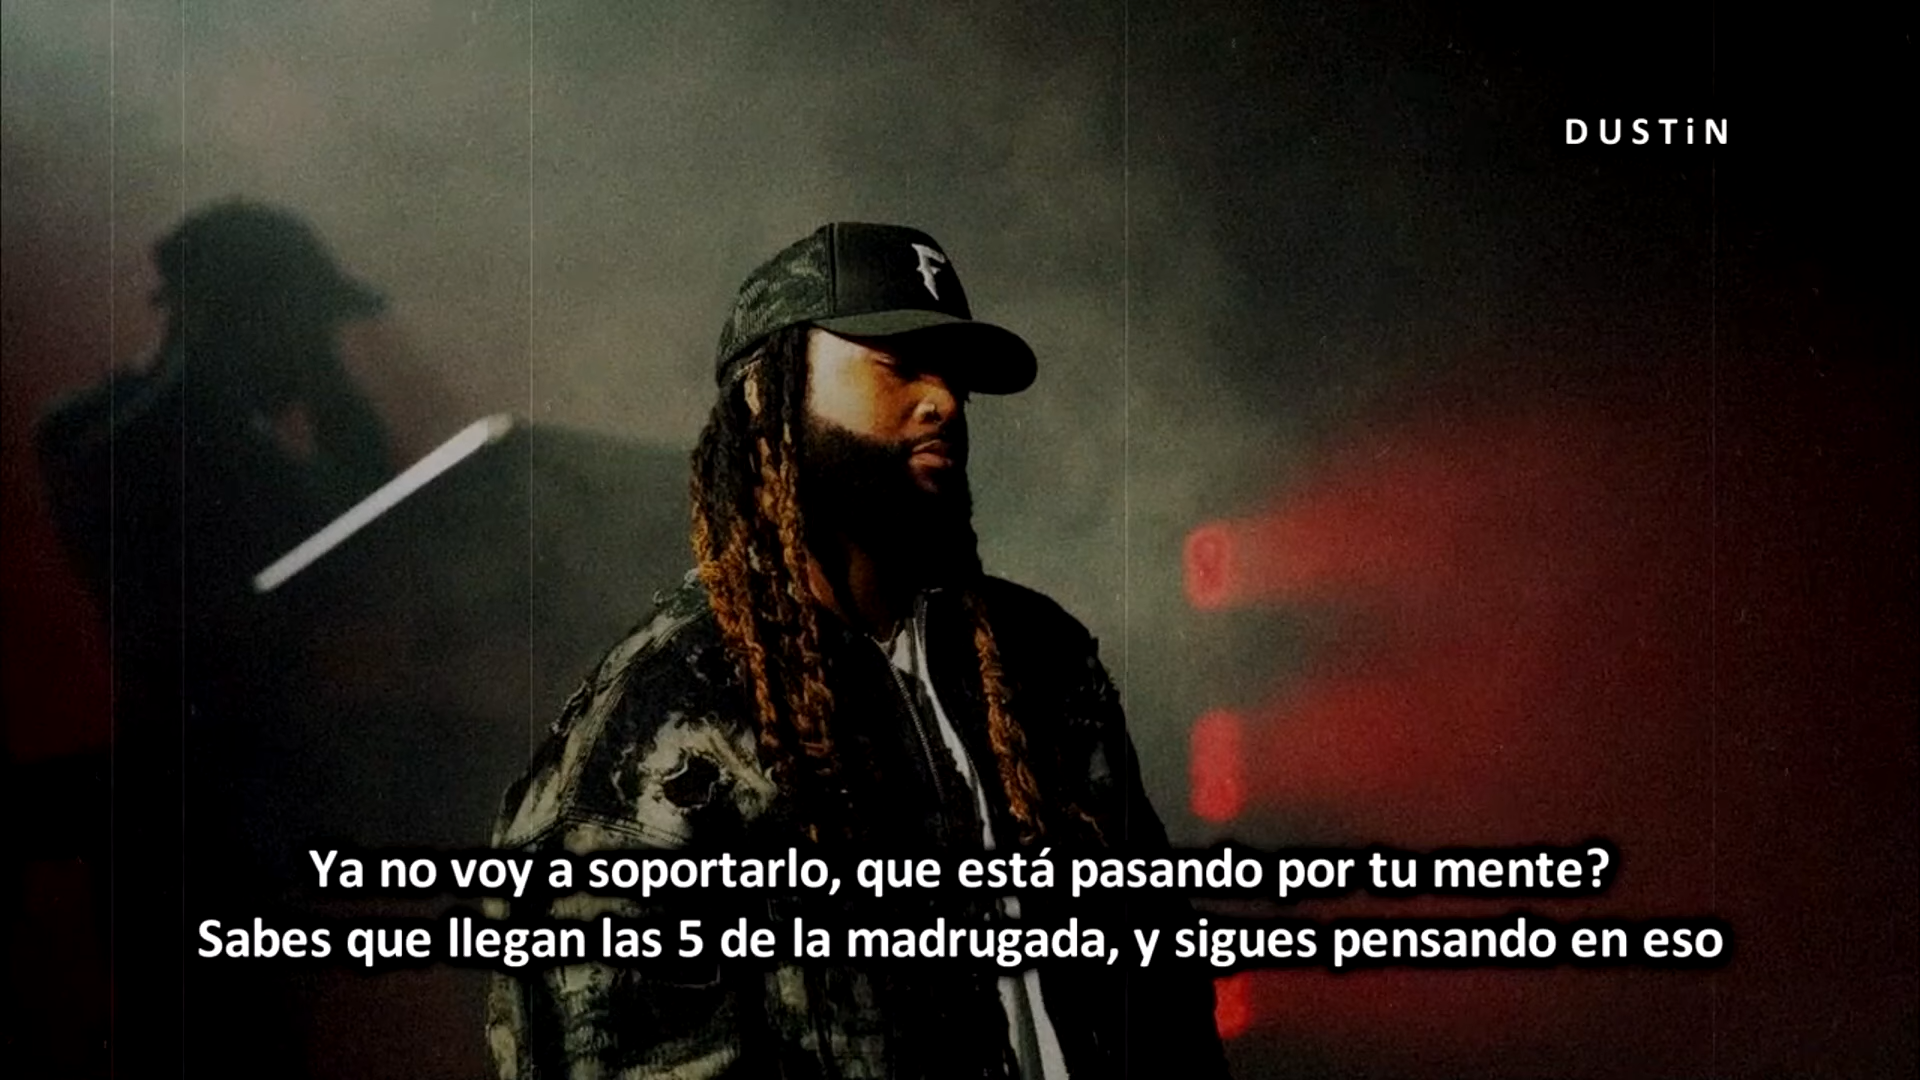 DUSTiN
F
Ya no voy a soportarlo, que está pasando por tu mente?
Sabes que llegan las 5 de la madrugada, y sigues pensando en eso